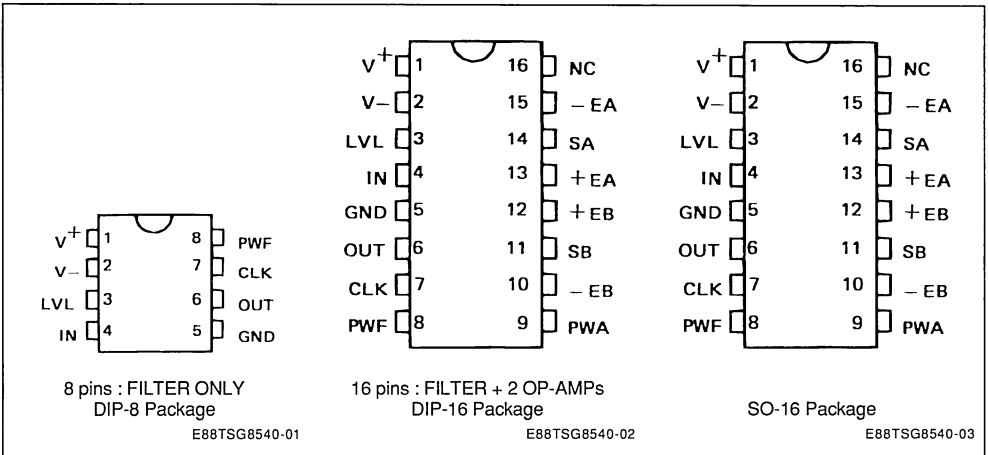 V+ 1 8 PWF
V− 2 7 CLK
LVL 3 6 OUT
IN 4 5 GND
8 pins : FILTER ONLY
DIP-8 Package
E88TSG8540-01
V+ 1 16 NC
V− 2 15 − EA
LVL 3 14 SA
IN 4 13 + EA
GND 5 12 + EB
OUT 6 11 SB
CLK 7 10 − EB
PWF 8 9 PWA
16 pins : FILTER + 2 OP-AMPs
DIP-16 Package
E88TSG8540-02
V+ 1 16 NC
V− 2 15 − EA
LVL 3 14 SA
IN 4 13 + EA
GND 5 12 + EB
OUT 6 11 SB
CLK 7 10 − EB
PWF 8 9 PWA
SO-16 Package
E88TSG8540-03